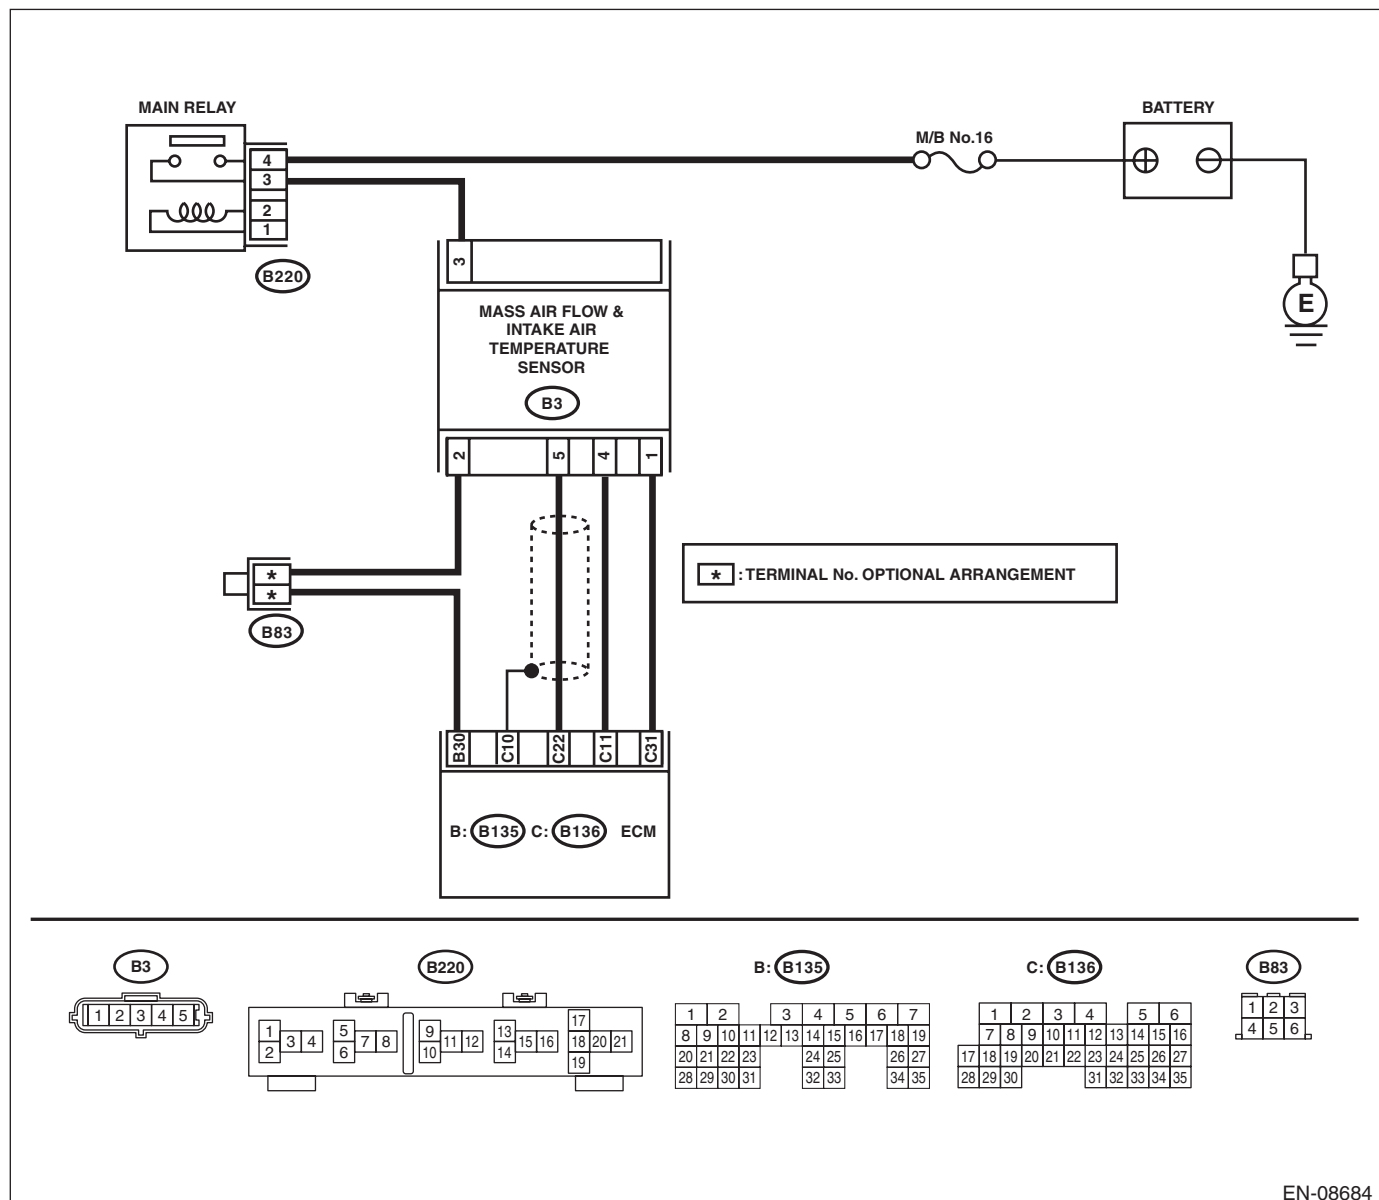 MAIN RELAY
BATTERY
M/B No.16
4
3
2
1
B220
E
3
MASS AIR FLOW &
INTAKE AIR
TEMPERATURE
SENSOR
B3
2 5 4 1
*
*
B83
* : TERMINAL No. OPTIONAL ARRANGEMENT
B30 C10 C22 C11 C31
B: B135 C: B136 ECM
B3
1 2 3 4 5
B220
1 2 3 4 5 6 7 8 9 10 11 12 13 14 15 16 17 18 19 20 21
B: B135
1 2 3 4 5 6 7
8 9 10 11 12 13 14 15 16 17 18 19
20 21 22 23 24 25 26 27
28 29 30 31 32 33 34 35
C: B136
1 2 3 4 5 6
7 8 9 10 11 12 13 14 15 16
17 18 19 20 21 22 23 24 25 26 27
28 29 30 31 32 33 34 35
B83
1 2 3
4 5 6
EN-08684